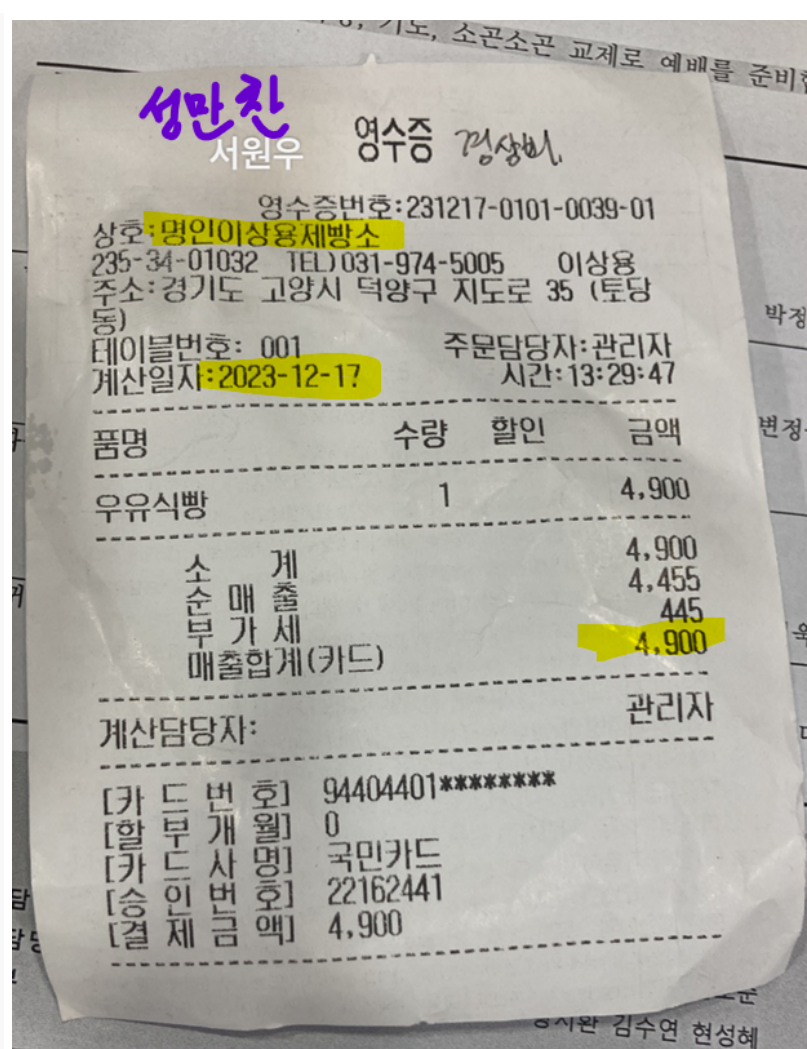 기도, 소곤소곤 교제로 예배를 준비
성만찬
서원우
영수증 경상비.
영수증번호:231217-0101-0039-01
상호:명인이상용제빵소
235-34-01032 TEL)031-974-5005 이상용
주소:경기도 고양시 덕양구 지도로 35 (토당
동)
테이블번호: 001 주문담당자:관리자
계산일자:2023-12-17 시간:13:29:47
품명 수량 할인 금액
우유식빵 1 4,900
소 계 4,900
순 매 출 4,455
부 가 세 445
매출합계(카드) 4,900
계산담당자: 관리자
[카 드 번 호] 94404401********
[할 부 개 월] 0
[카 드 사 명] 국민카드
[승 인 번 호] 22162441
[결 제 금 액] 4,900
박정
변정
김수연 현성혜